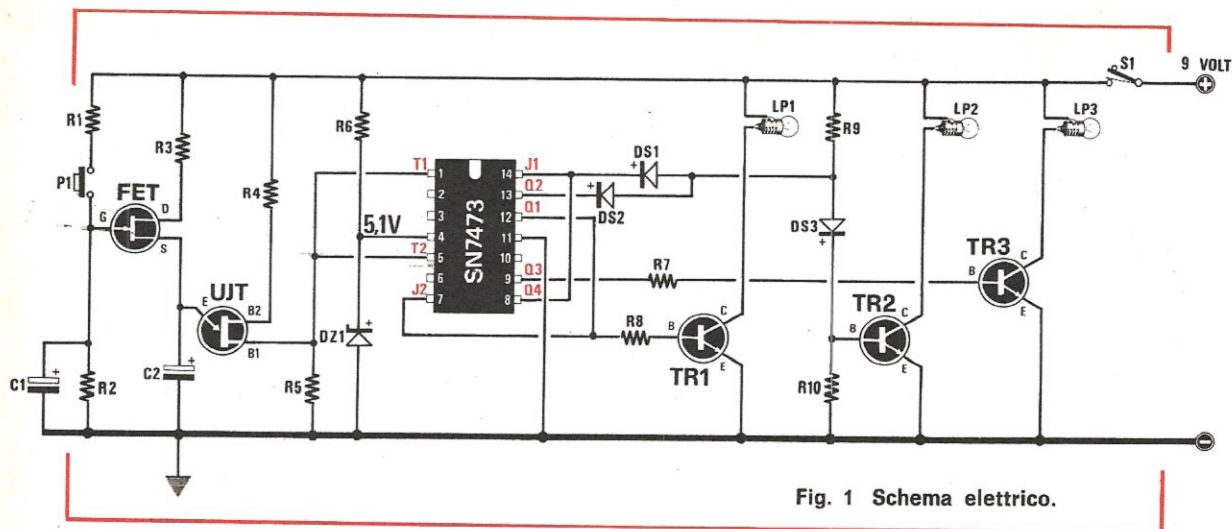 S1
9 VOLT
LP1
LP2
LP3
R1
R6
R9
R3
P1
FET
R4
T1
1
14
J1
DS1
G
D
S
2
13
Q2
DS2
3
12
Q1
5,1V
4
SN7473
11
T2
5
10
DS3
6
9
Q3
R7
TR3
B
C
E
UJT
E
B2
B1
J2
7
8
Q4
DZ1
R8
B
C
E
TR1
TR2
B
C
E
C1
R2
C2
R5
R10
Fig. 1 Schema elettrico.